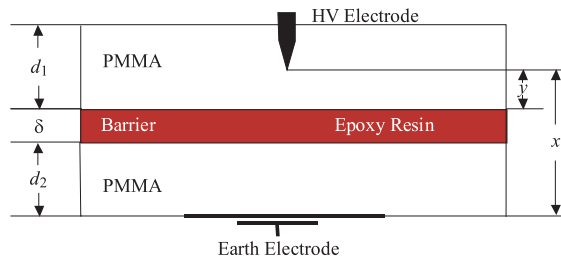 HV Electrode
d1
PMMA
y
δ
Barrier
Epoxy Resin
x
d2
PMMA
Earth Electrode